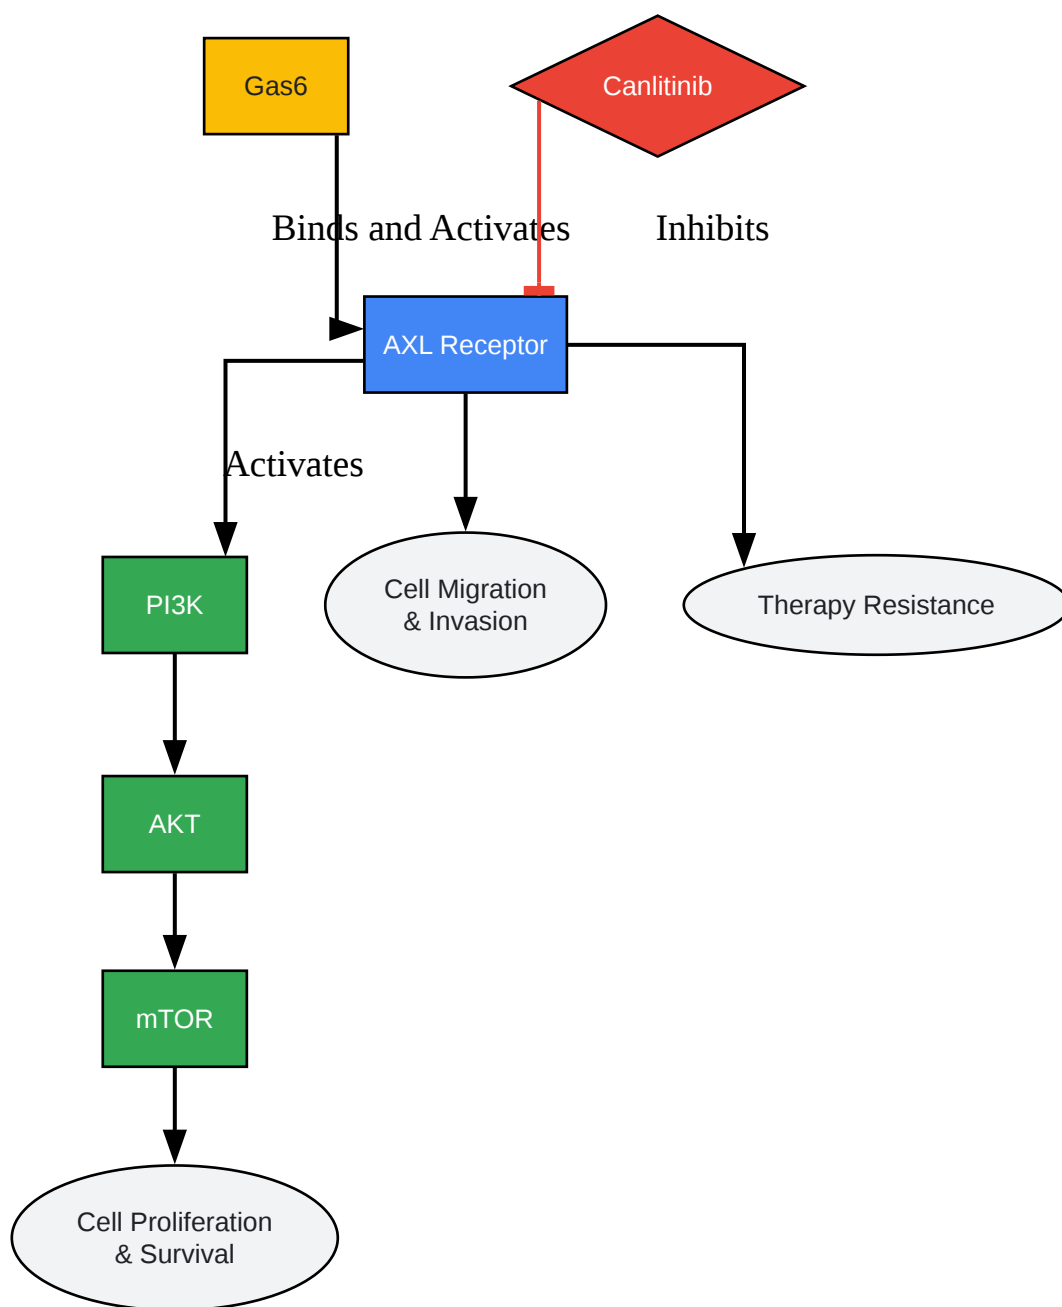 Gas6
Canlitinib
Binds and Activates
Inhibits
AXL Receptor
Activates
PI3K
Cell Migration
& Invasion
Therapy Resistance
AKT
mTOR
Cell Proliferation
& Survival